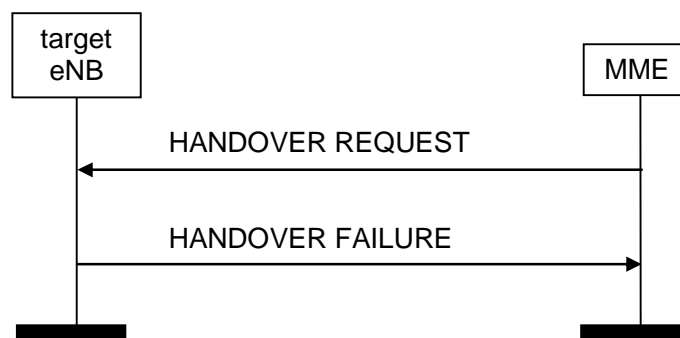 target
eNB
MME
HANDOVER REQUEST
HANDOVER FAILURE